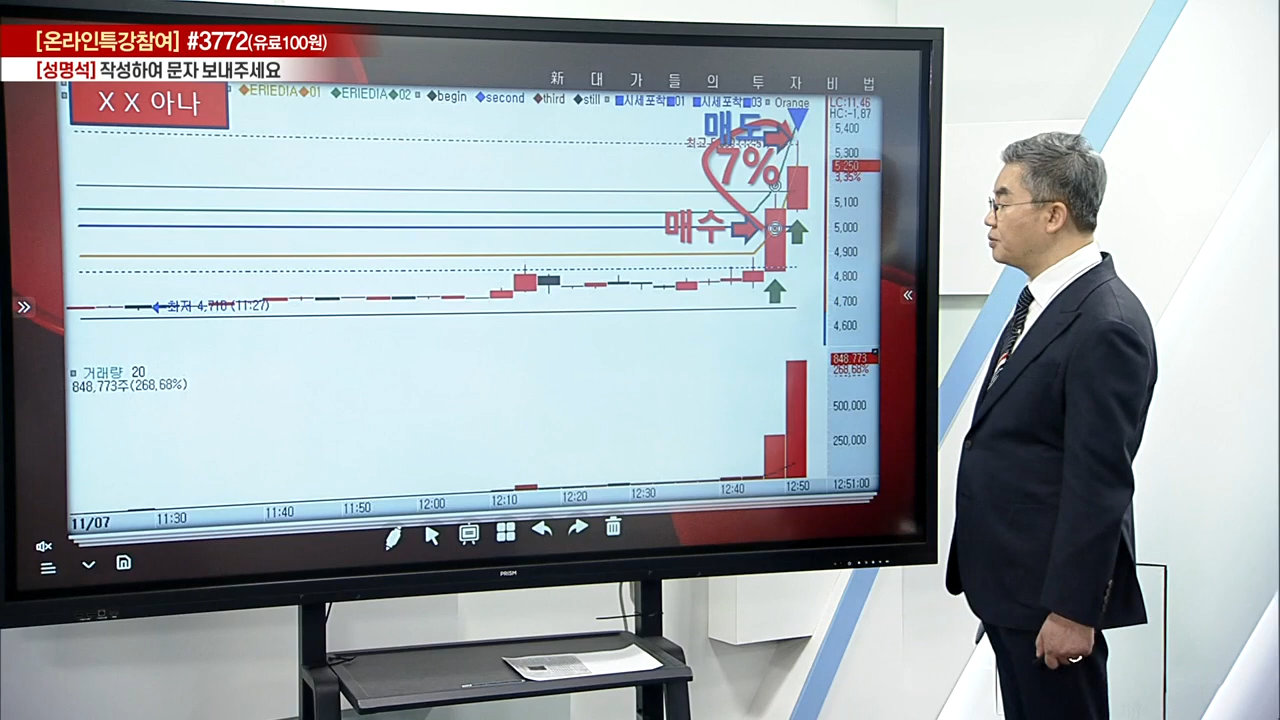 [온라인특강참여] #3772(유료100원)
[성명석] 작성하여 문자 보내주세요
新 대가들의 투자비법
X X 아나
ERIEDIA 01 ERIEDIA 02 begin second third still 시세포착 01 시세포착 03 Orange
LC:11,46
HC:-1,87
매도
최고
7%
매수
5,400
5,300
5,250
3,35%
5,100
5,000
4,900
4,800
4,700
4,600
최저 4,710 (11:27)
거래량 20
848,773주(268,68%)
848,773
268,68%
500,000
250,000
11/07 11:30 11:40 11:50 12:00 12:10 12:20 12:30 12:40 12:50 12:51:00
PRISM